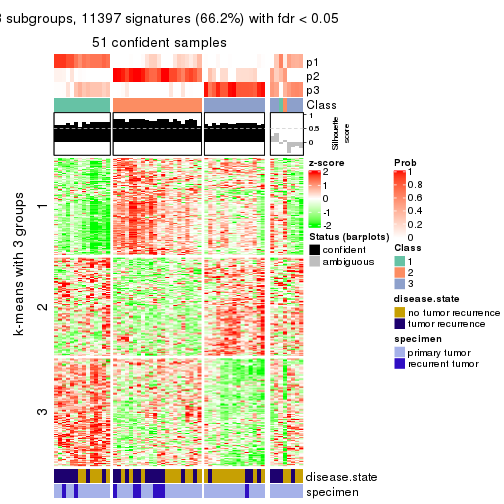 subgroups, 11397 signatures (66.2%) with fdr < 0.05
51 confident samples
p1
p2
p3
Class
1
0.5
0
Silhouette
score
k-means with 3 groups
1
2
3
z-score
2
1
0
-1
-2
Status (barplots)
confident
ambiguous
Prob
1
0.8
0.6
0.4
0.2
0
Class
1
2
3
disease.state
no tumor recurrence
tumor recurrence
specimen
primary tumor
recurrent tumor
disease.state
specimen